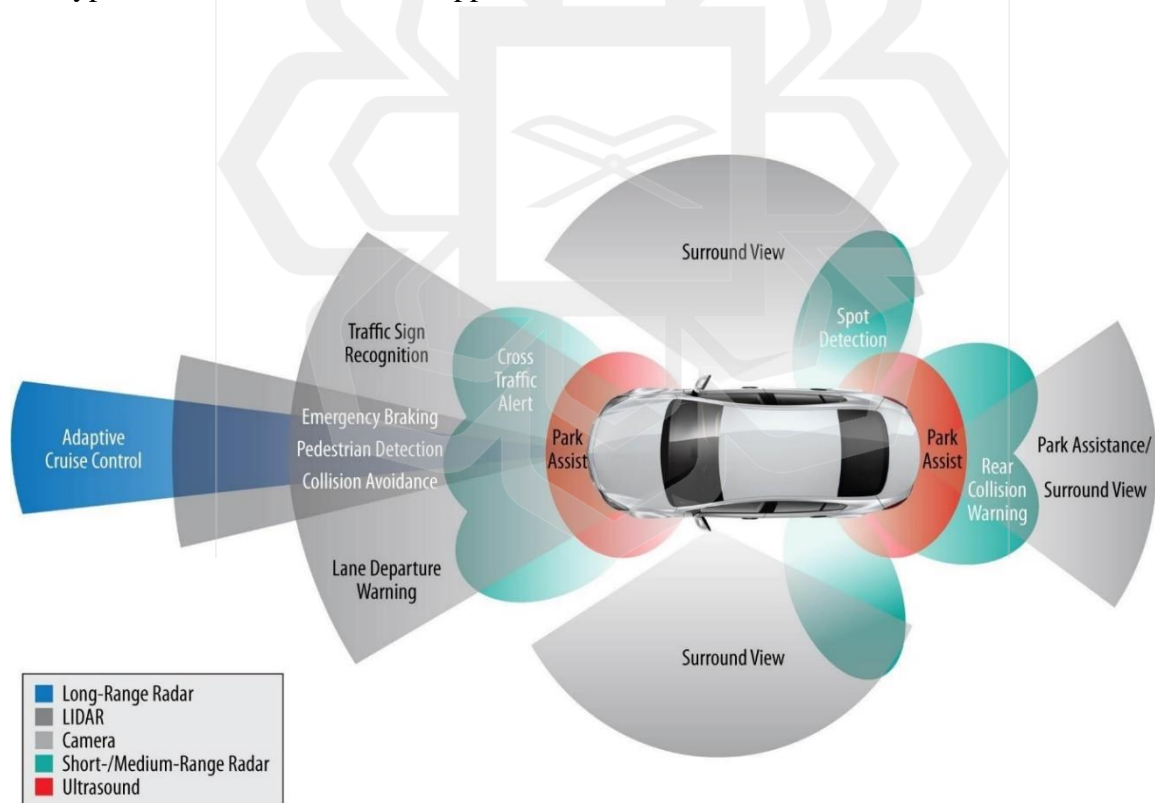 Surround View
Spot
Detection
Traffic Sign
Recognition
Cross
Traffic
Alert
Emergency Braking
Pedestrian Detection
Collision Avoidance
Adaptive
Cruise Control
Park
Assist
Park
Assist
Rear
Collision
Warning
Park Assistance/
Surround View
Lane Departure
Warning
Surround View
Long-Range Radar
LIDAR
Camera
Short-/Medium-Range Radar
Ultrasound